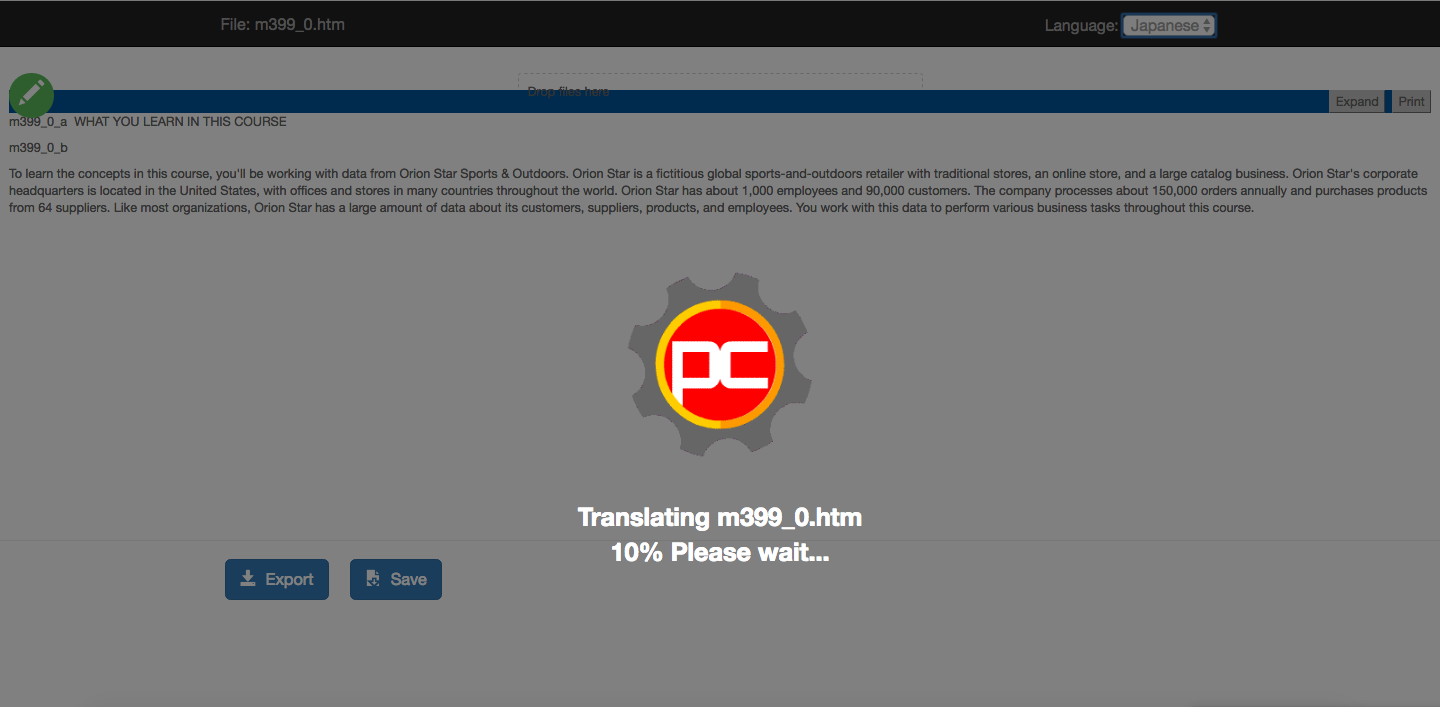 File: m399_0.htm
Language: Japanese
Drop files here
Expand Print
m399_0_a WHAT YOU LEARN IN THIS COURSE
m399_0_b
To learn the concepts in this course, you'll be working with data from Orion Star Sports & Outdoors. Orion Star is a fictitious global sports-and-outdoors retailer with traditional stores, an online store, and a large catalog business. Orion Star's corporate
headquarters is located in the United States, with offices and stores in many countries throughout the world. Orion Star has about 1,000 employees and 90,000 customers. The company processes about 150,000 orders annually and purchases products
from 64 suppliers. Like most organizations, Orion Star has a large amount of data about its customers, suppliers, products, and employees. You work with this data to perform various business tasks throughout this course.
pc
Translating m399_0.htm
10% Please wait...
Export Save